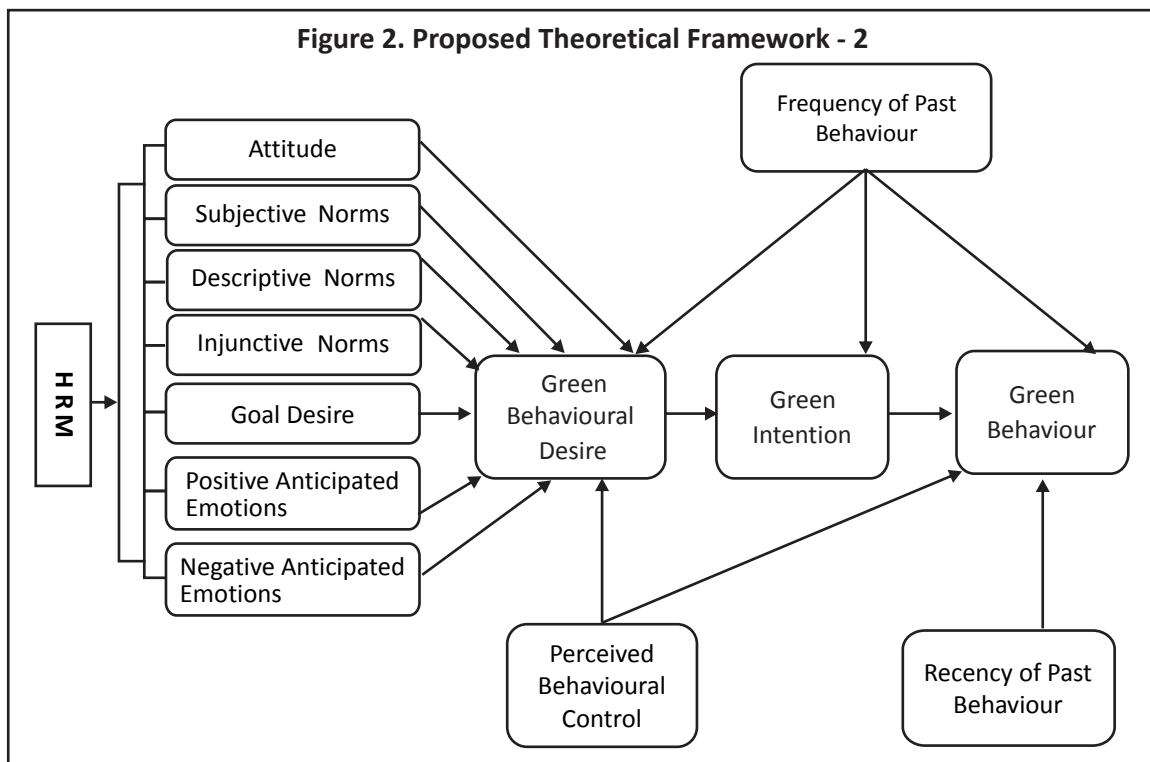 Figure 2. Proposed Theoretical Framework - 2
Frequency of Past
Behaviour
Attitude
Subjective Norms
Descriptive Norms
Injunctive Norms
HRM
Goal Desire
Positive Anticipated
Emotions
Negative Anticipated
Emotions
Green
Behavioural
Desire
Green
Intention
Green
Behaviour
Perceived
Behavioural
Control
Recency of Past
Behaviour